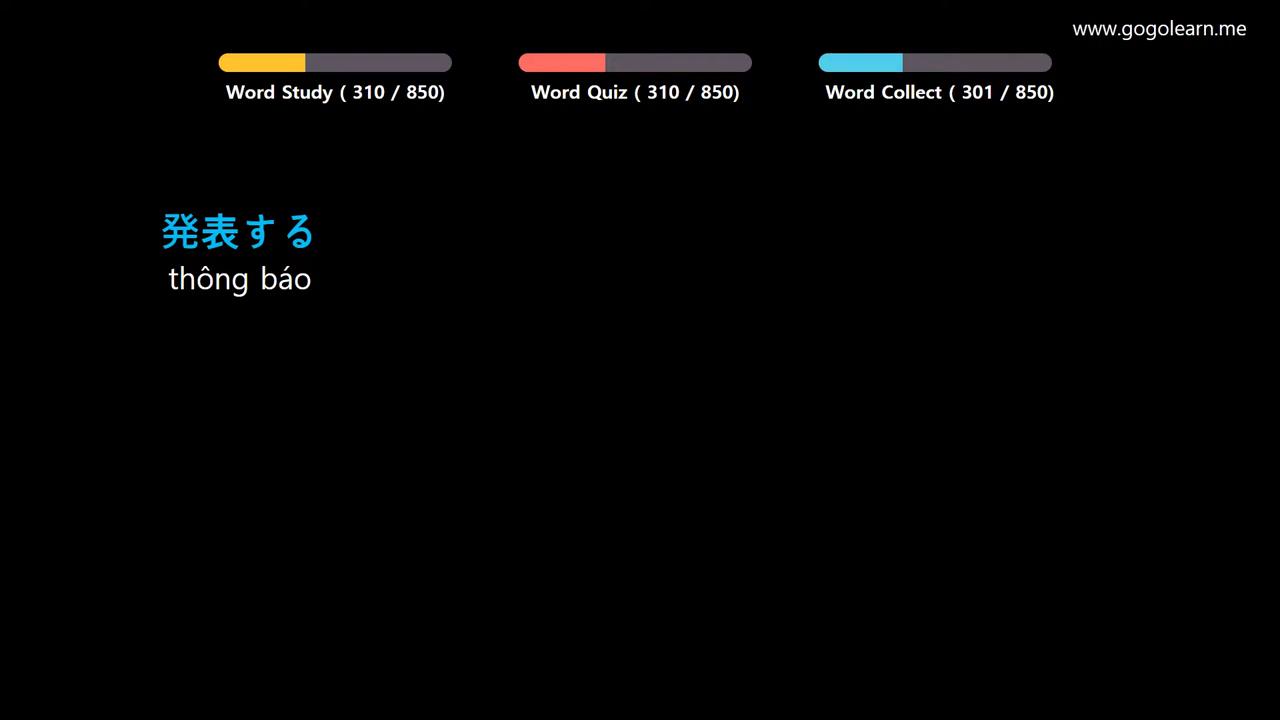 www.gogolearn.me
Word Study ( 310 / 850)
Word Quiz ( 310 / 850)
Word Collect ( 301 / 850)
発表する
thông báo